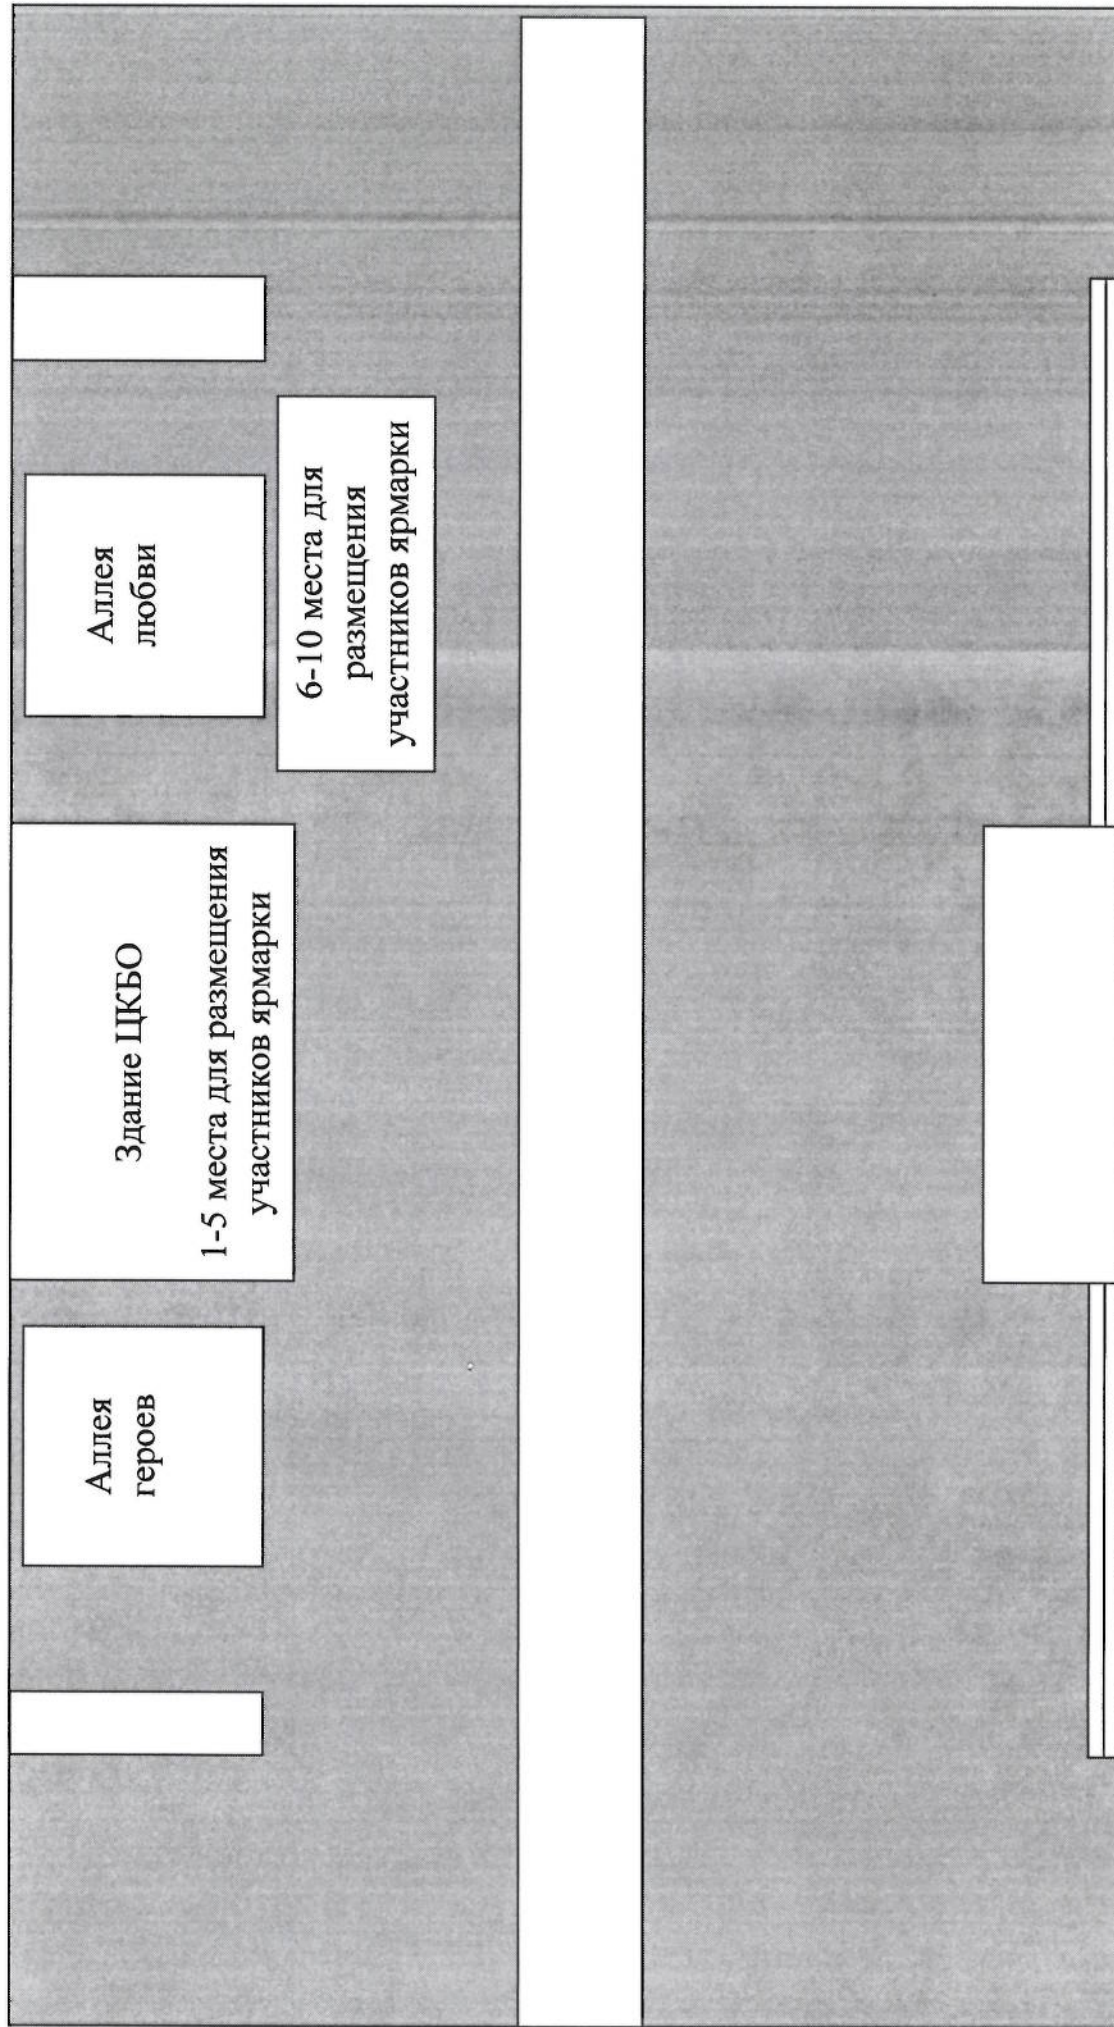 Аллея
героев
Здание ЦКБО
1-5 места для размещения
участников ярмарки
Аллея
любви
6-10 места для
размещения
участников ярмарки